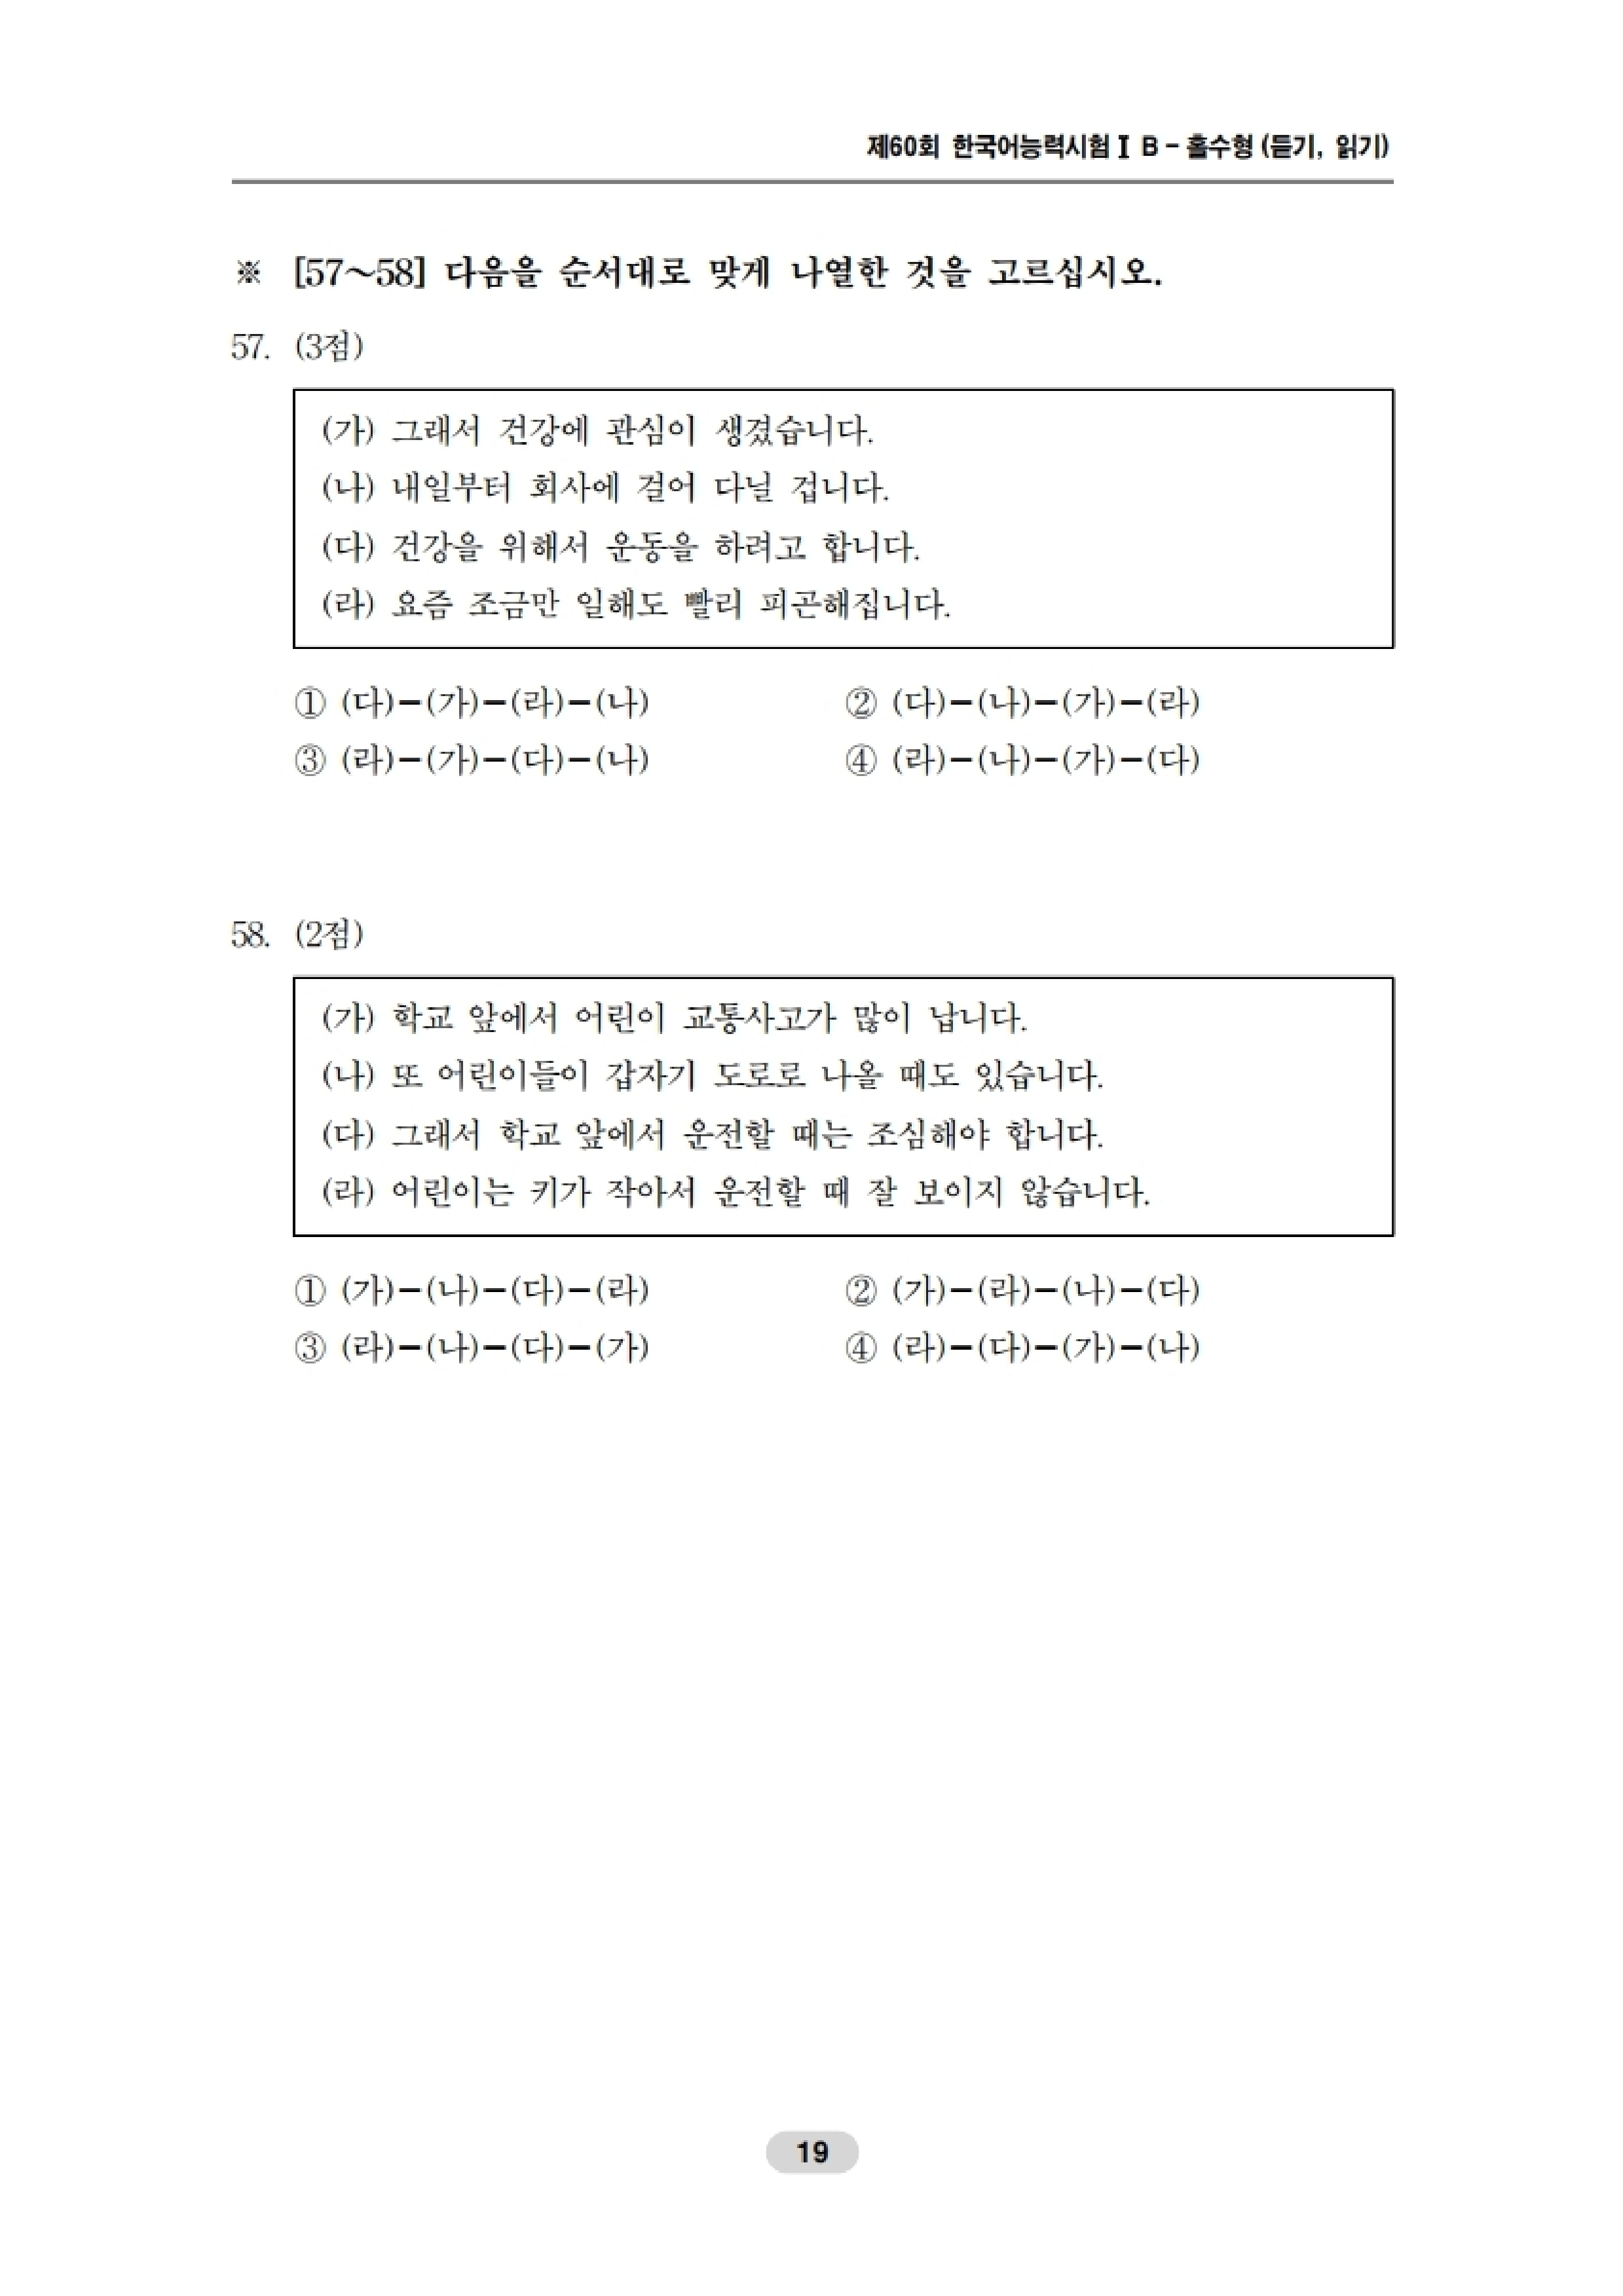 제60회 한국어능력시험 I B - 홀수형 (듣기, 읽기)
※ [57~58] 다음을 순서대로 맞게 나열한 것을 고르십시오.
57. (3점)
(가) 그래서 건강에 관심이 생겼습니다.
(나) 내일부터 회사에 걸어 다닐 겁니다.
(다) 건강을 위해서 운동을 하려고 합니다.
(라) 요즘 조금만 일해도 빨리 피곤해집니다.
① (다)-(가)-(라)-(나) ② (다)-(나)-(가)-(라)
③ (라)-(가)-(다)-(나) ④ (라)-(나)-(가)-(다)
58. (2점)
(가) 학교 앞에서 어린이 교통사고가 많이 납니다.
(나) 또 어린이들이 갑자기 도로로 나올 때도 있습니다.
(다) 그래서 학교 앞에서 운전할 때는 조심해야 합니다.
(라) 어린이는 키가 작아서 운전할 때 잘 보이지 않습니다.
① (가)-(나)-(다)-(라) ② (가)-(라)-(나)-(다)
③ (라)-(나)-(다)-(가) ④ (라)-(다)-(가)-(나)
19